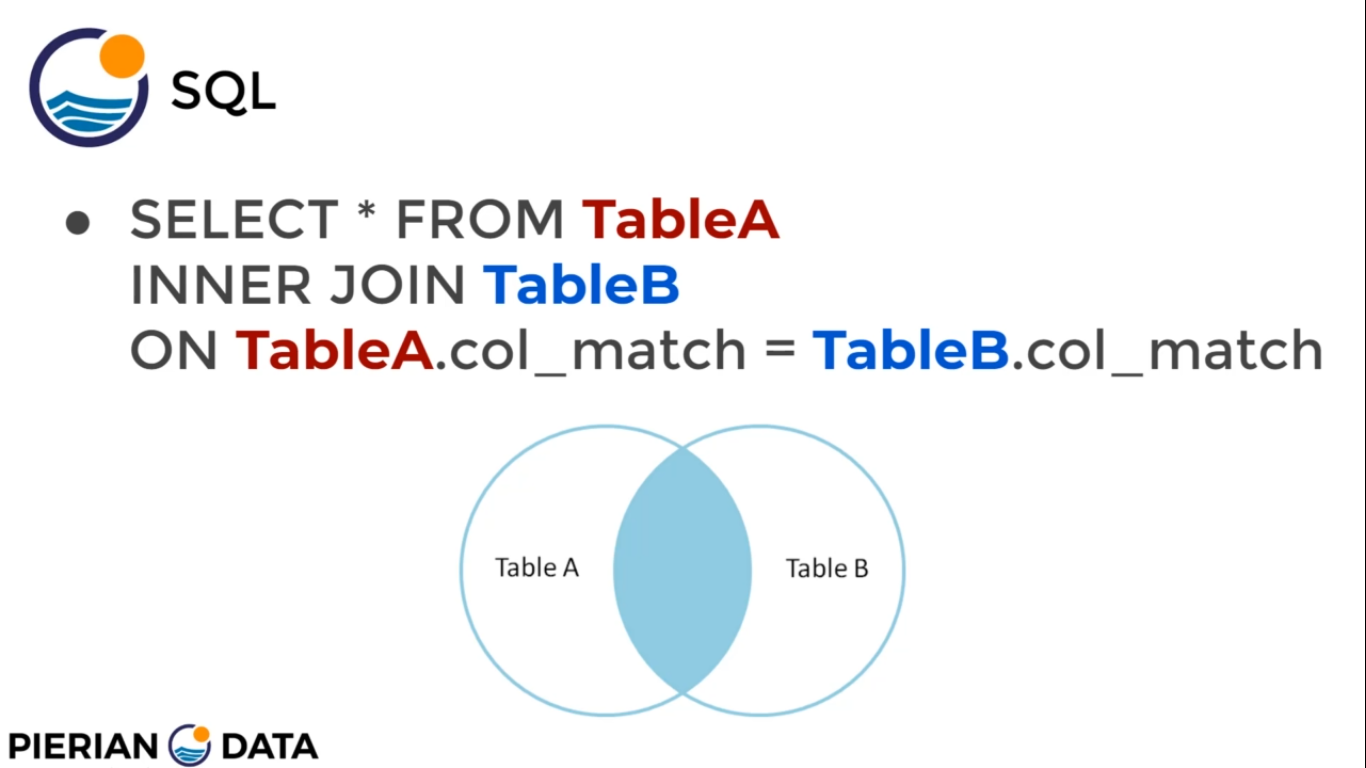 SQL
● SELECT * FROM TableA
INNER JOIN TableB
ON TableA.col_match = TableB.col_match
Table A
Table B
PIERIAN DATA